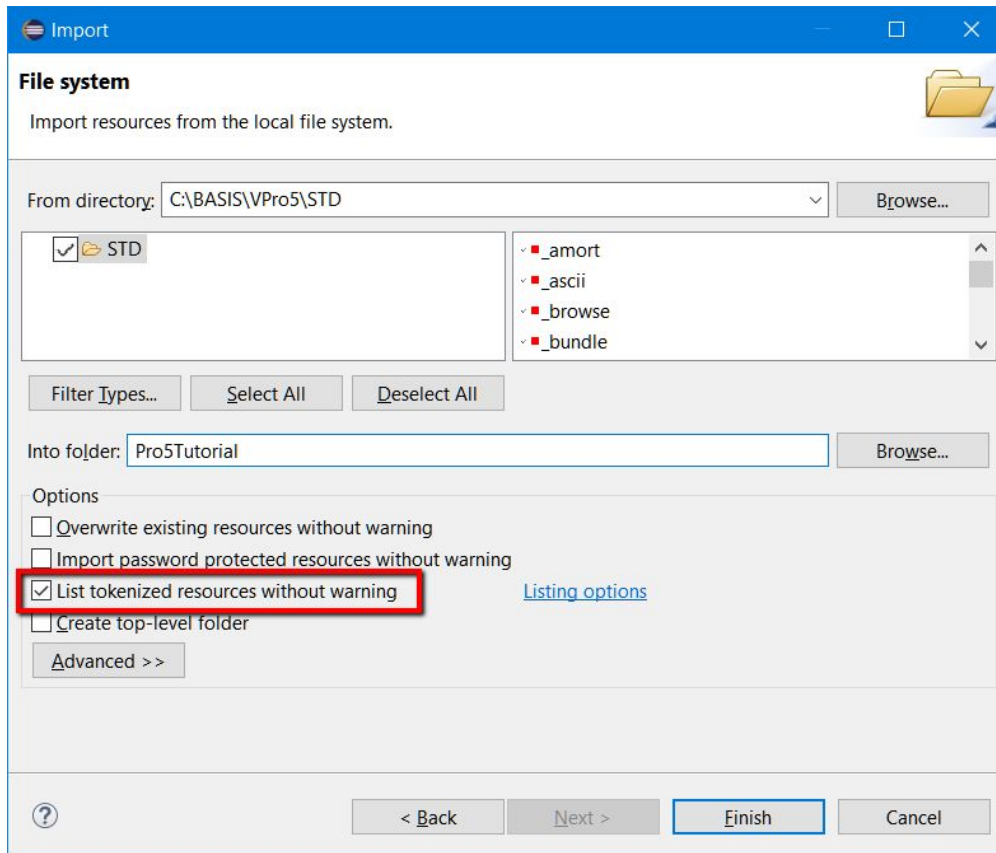 Import
File system
Import resources from the local file system.
From directory: C:\BASIS\VPro5\STD Browse...
STD
_amort
_ascii
_browse
_bundle
Filter Types... Select All Deselect All
Into folder: Pro5Tutorial Browse...
Options
Overwrite existing resources without warning
Import password protected resources without warning
List tokenized resources without warning Listing options
Create top-level folder
Advanced >>
? < Back Next > Finish Cancel